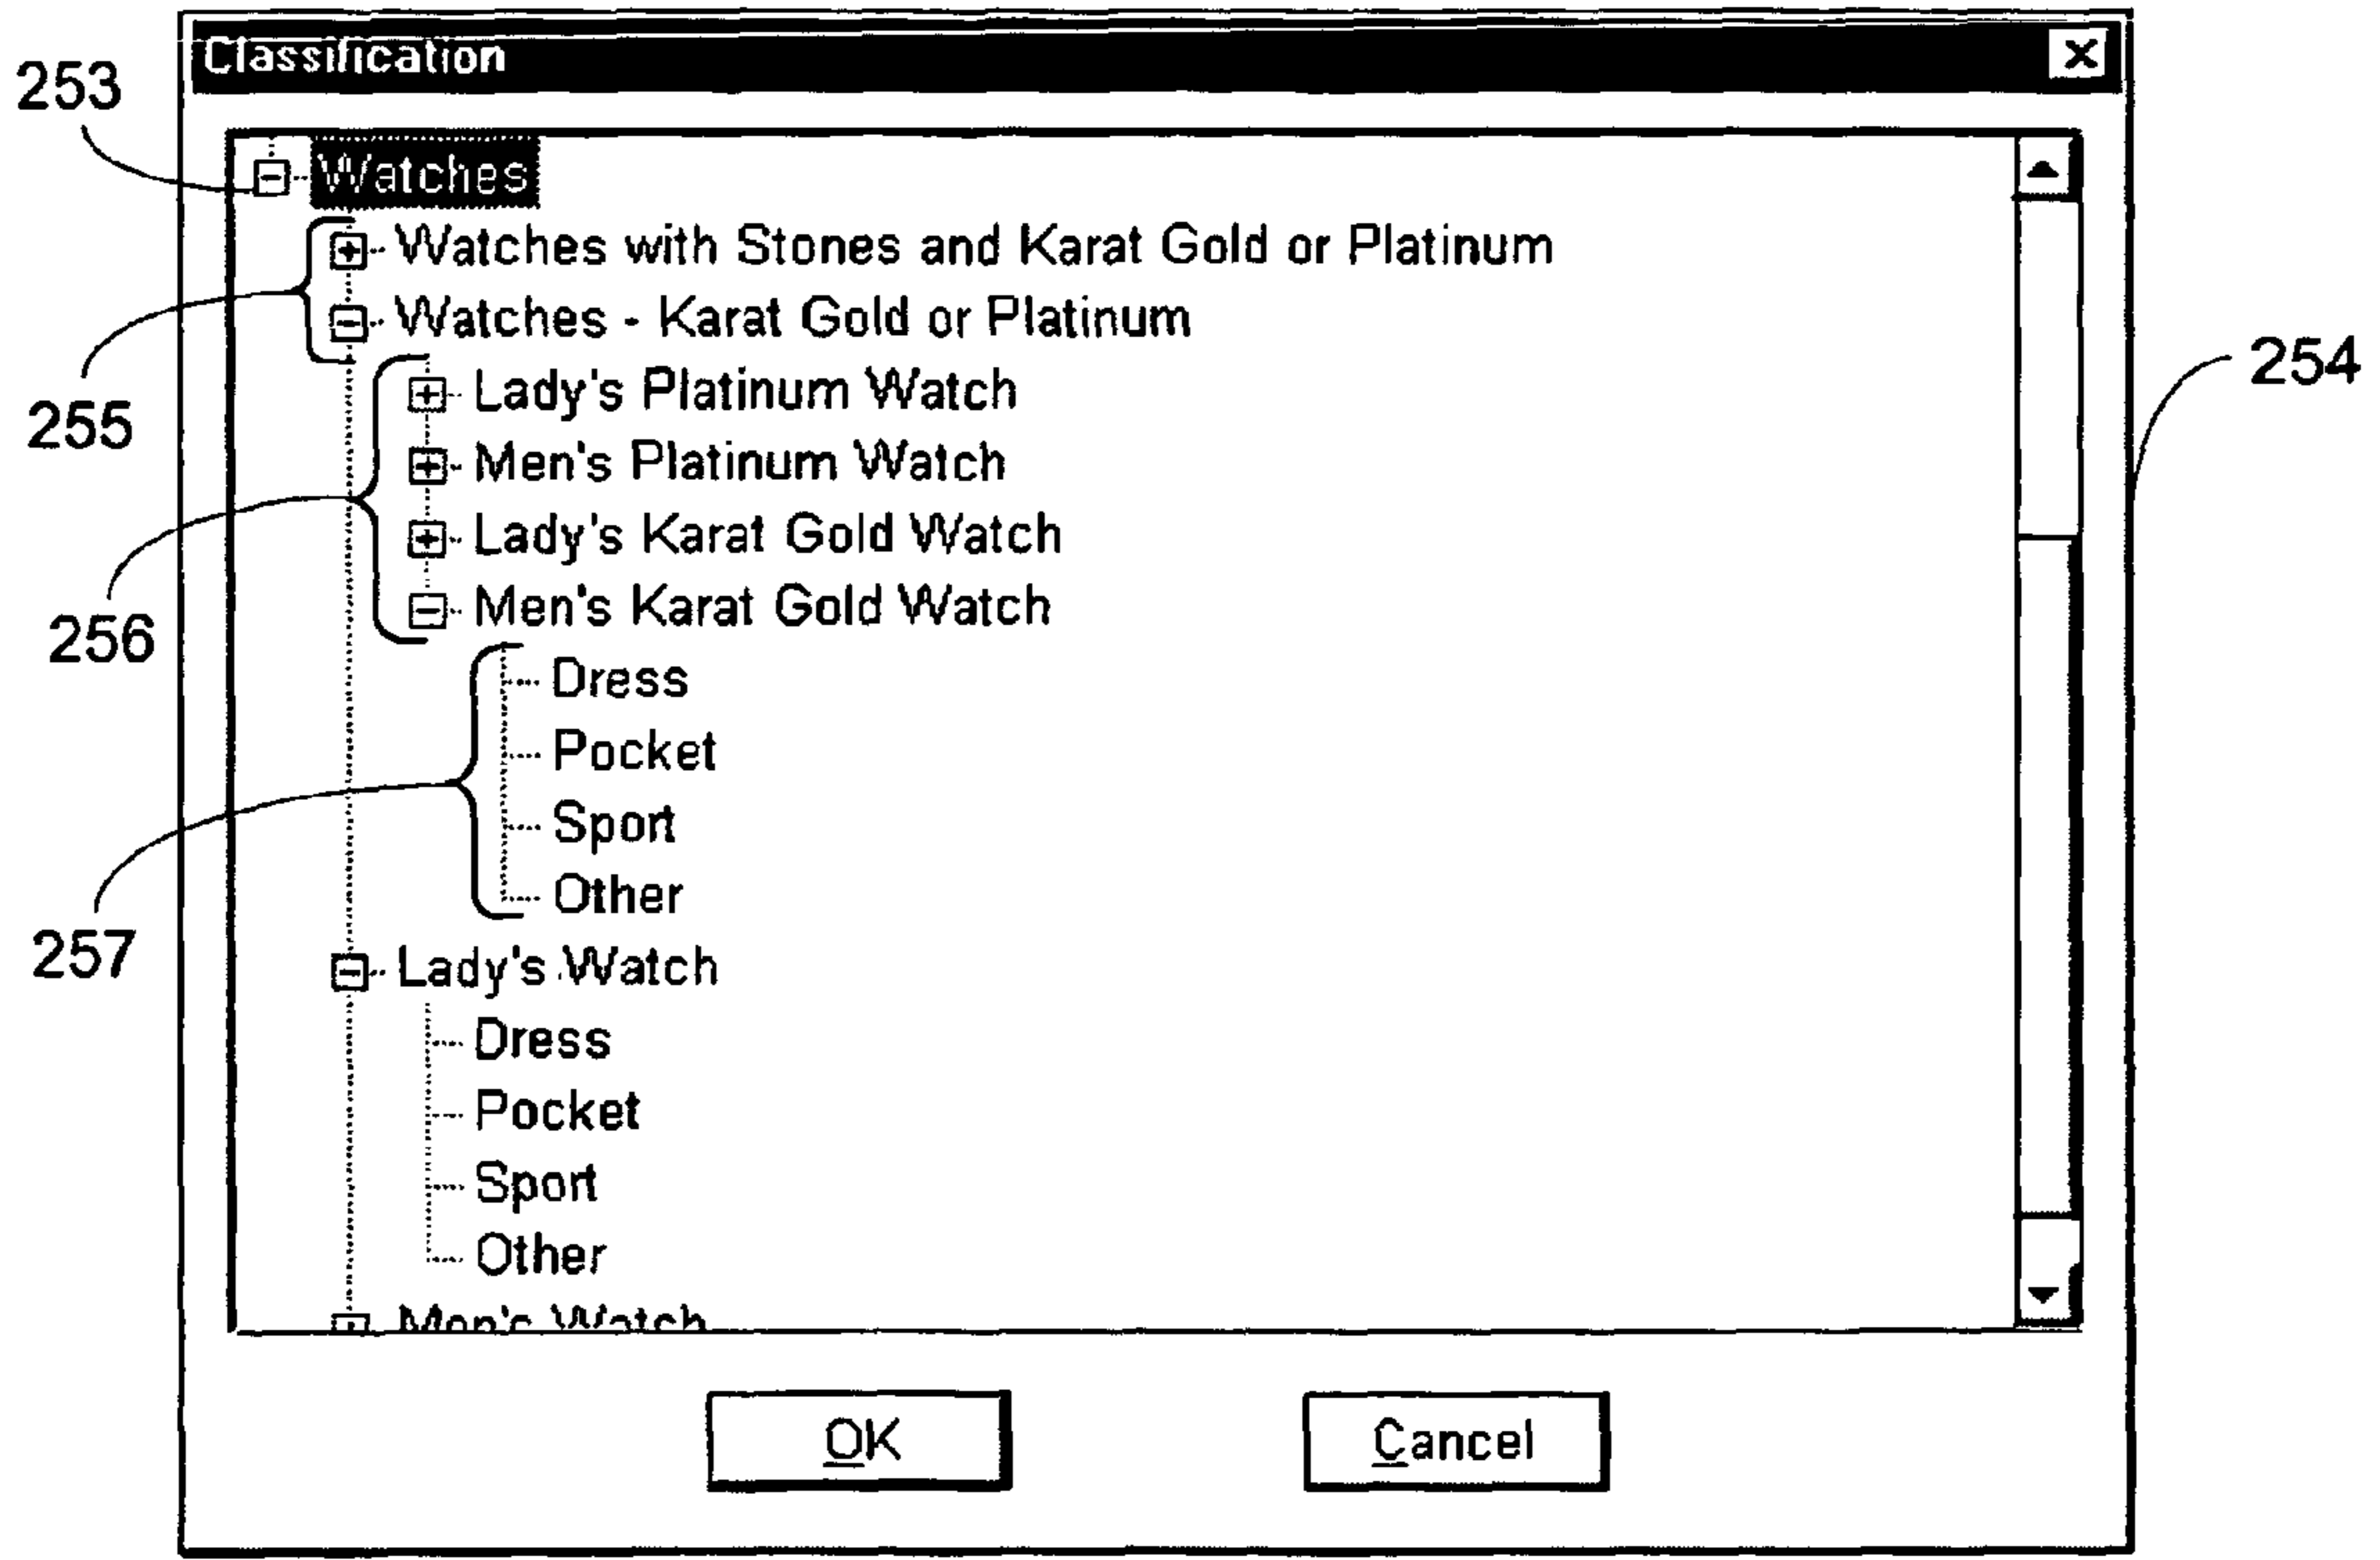 Classification
253
Watches
Watches with Stones and Karat Gold or Platinum
Watches - Karat Gold or Platinum
254
Lady's Platinum Watch
255
Men's Platinum Watch
Lady's Karat Gold Watch
Men's Karat Gold Watch
256
Dress
Pocket
Sport
Other
257
Lady's Watch
Dress
Pocket
Sport
Other
Men's Watch
OK
Cancel